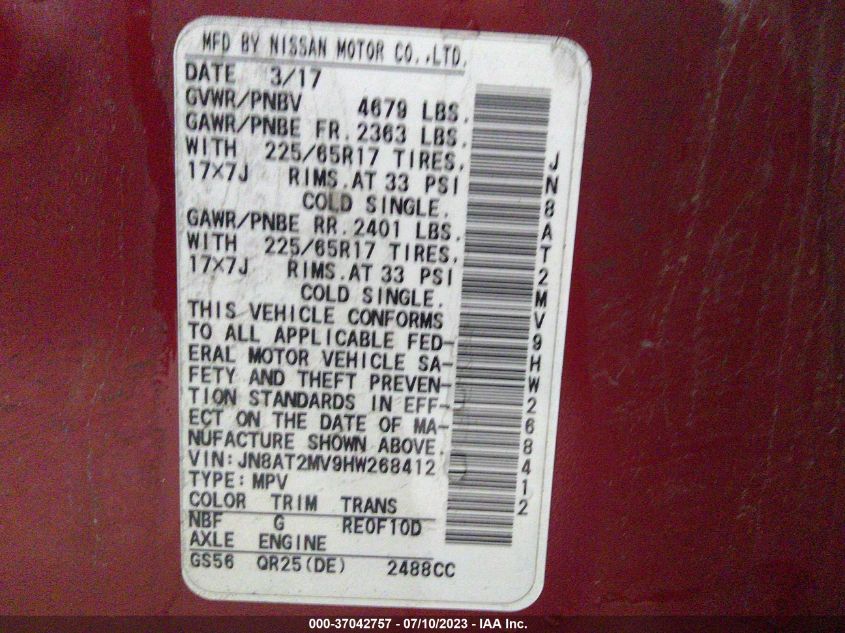 MFD BY NISSAN MOTOR CO.,LTD.
DATE 3/17
GVWR/PNBV 4679 LBS.
GAWR/PNBE FR.2363 LBS.
WITH 225/65R17 TIRES.
17X7J RIMS.AT 33 PSI
COLD SINGLE.
GAWR/PNBE RR.2401 LBS.
WITH 225/65R17 TIRES.
17X7J RIMS.AT 33 PSI
COLD SINGLE.
THIS VEHICLE CONFORMS
TO ALL APPLICABLE FED-
ERAL MOTOR VEHICLE SA-
FETY AND THEFT PREVEN-
TION STANDARDS IN EFF-
ECT ON THE DATE OF MA-
NUFACTURE SHOWN ABOVE.
VIN:JN8AT2MV9HW268412
TYPE:MPV
COLOR TRIM TRANS
NBF G RE0F10D
AXLE ENGINE
GS56 QR25(DE) 2488CC
JN8AT2MV9HW268412
000-37042757 - 07/10/2023 - IAA Inc.